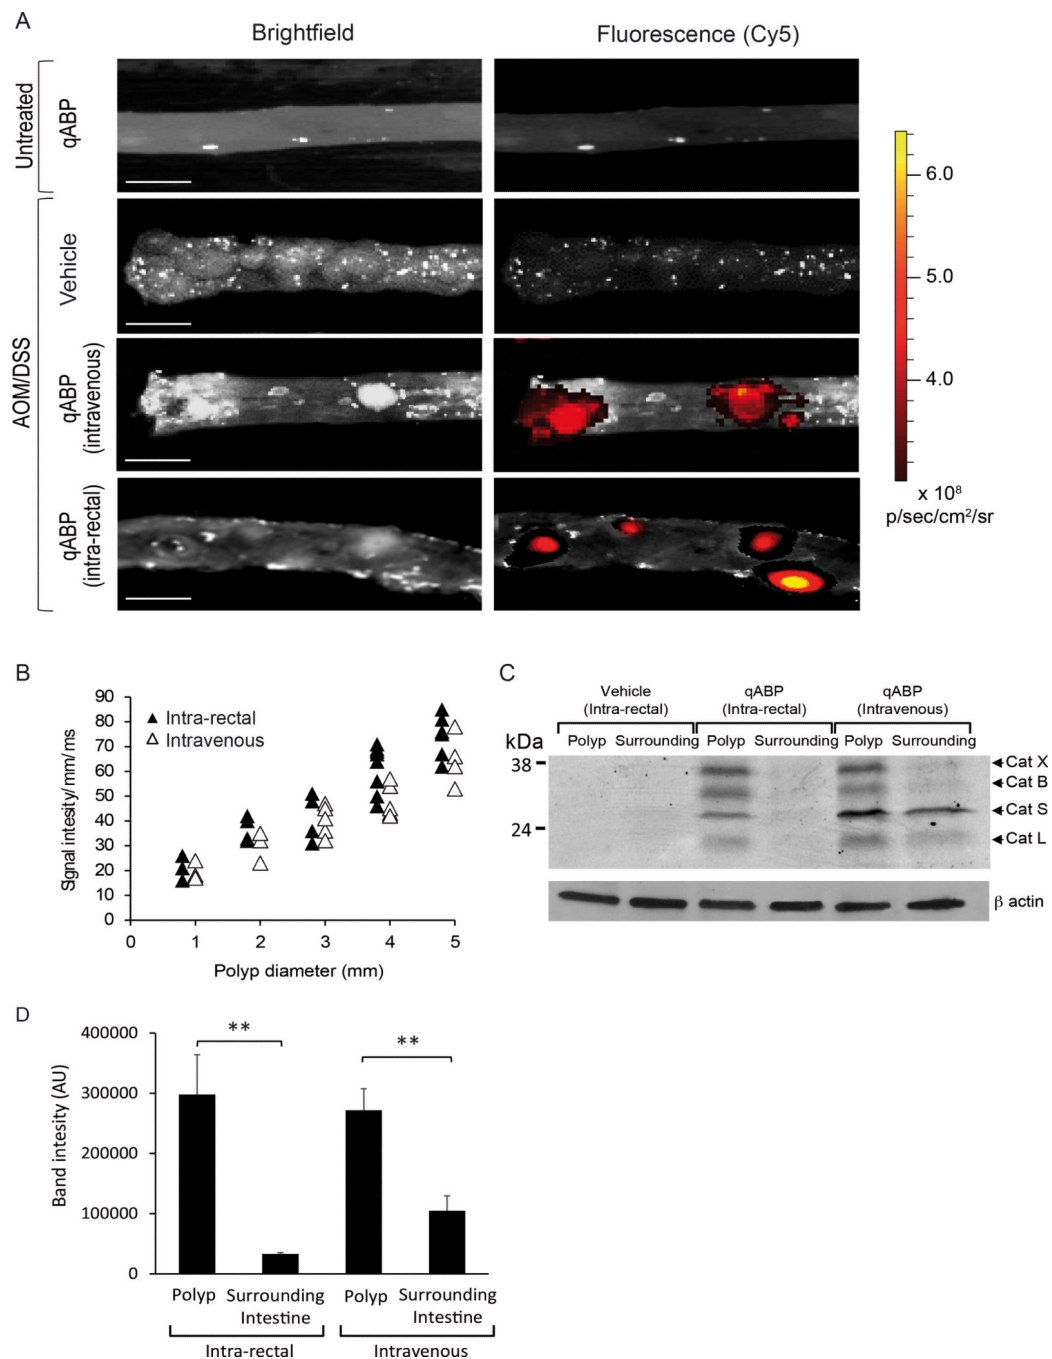 A
Brightfield
Fluorescence (Cy5)
Untreated
qABP
AOM/DSS
Vehicle
qABP
(intravenous)
qABP
(intra-rectal)
6.0
5.0
4.0
x 10⁸
p/sec/cm²/sr
B
90
80
70
60
50
40
30
20
10
0
Signal intesity/mm/ms
Intra-rectal
Intravenous
0 1 2 3 4 5
Polyp diameter (mm)
C
Vehicle
(Intra-rectal)
qABP
(Intra-rectal)
qABP
(Intravenous)
kDa
Polyp Surrounding Polyp Surrounding Polyp Surrounding
38
24
Cat X
Cat B
Cat S
Cat L
β actin
D
400000
300000
200000
100000
0
Band intesity (AU)
** **
Polyp Surrounding Intestine Polyp Surrounding Intestine
Intra-rectal Intravenous